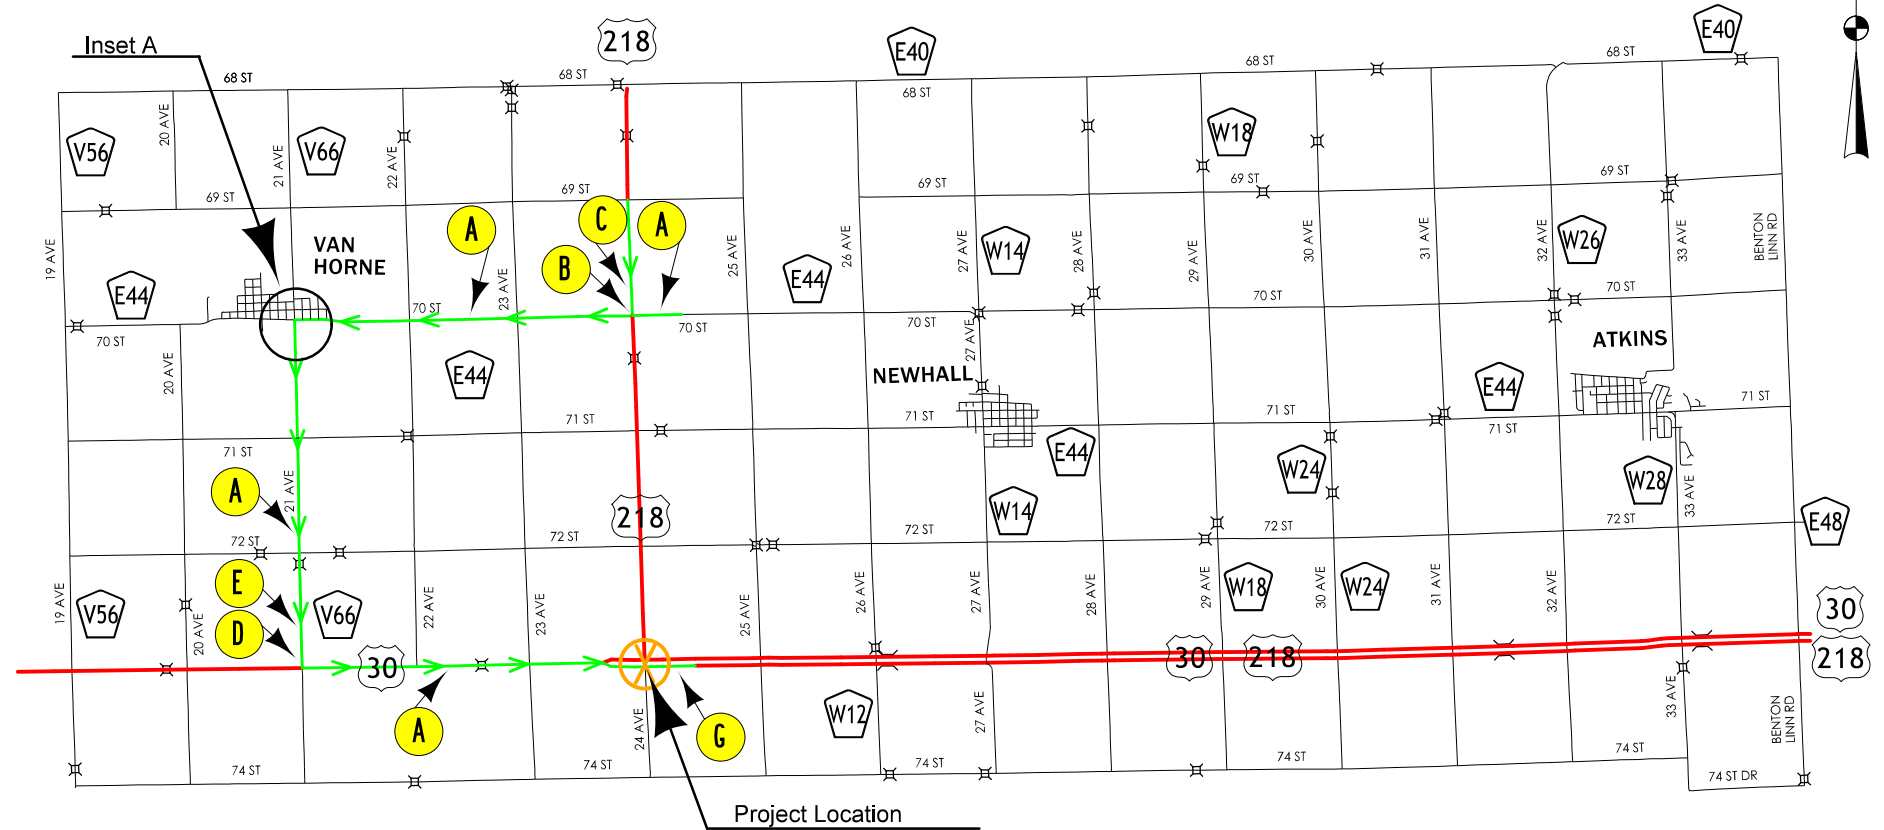 Inset A
218
E40
E40
68 ST
68 ST
68 ST
68 ST
68 ST
20 AVE
21 AVE
22 AVE
V56
V66
W18
69 ST
69 ST
69 ST
69 ST
69 ST
19 AVE
VAN
HORNE
A
C
A
B
23 AVE
25 AVE
26 AVE
27 AVE
W14
28 AVE
29 AVE
30 AVE
31 AVE
32 AVE
W26
33 AVE
BENTON
LINN RD
E44
E44
70 ST
70 ST
70 ST
70 ST
70 ST
70 ST
20 AVE
E44
NEWHALL
27 AVE
E44
ATKINS
71 ST
71 ST
71 ST
71 ST
71 ST
71 ST
A
21 AVE
E44
W24
W28
33 AVE
218
W14
E48
72 ST
72 ST
72 ST
72 ST
72 ST
E
D
19 AVE
V56
20 AVE
V66
22 AVE
23 AVE
25 AVE
26 AVE
27 AVE
28 AVE
29 AVE
W18
30 AVE
W24
31 AVE
32 AVE
30
218
30
30
218
A
24 AVE
G
W12
27 AVE
33 AVE
BENTON
LINN RD
74 ST
74 ST
74 ST
74 ST
74 ST
74 ST DR
Project Location